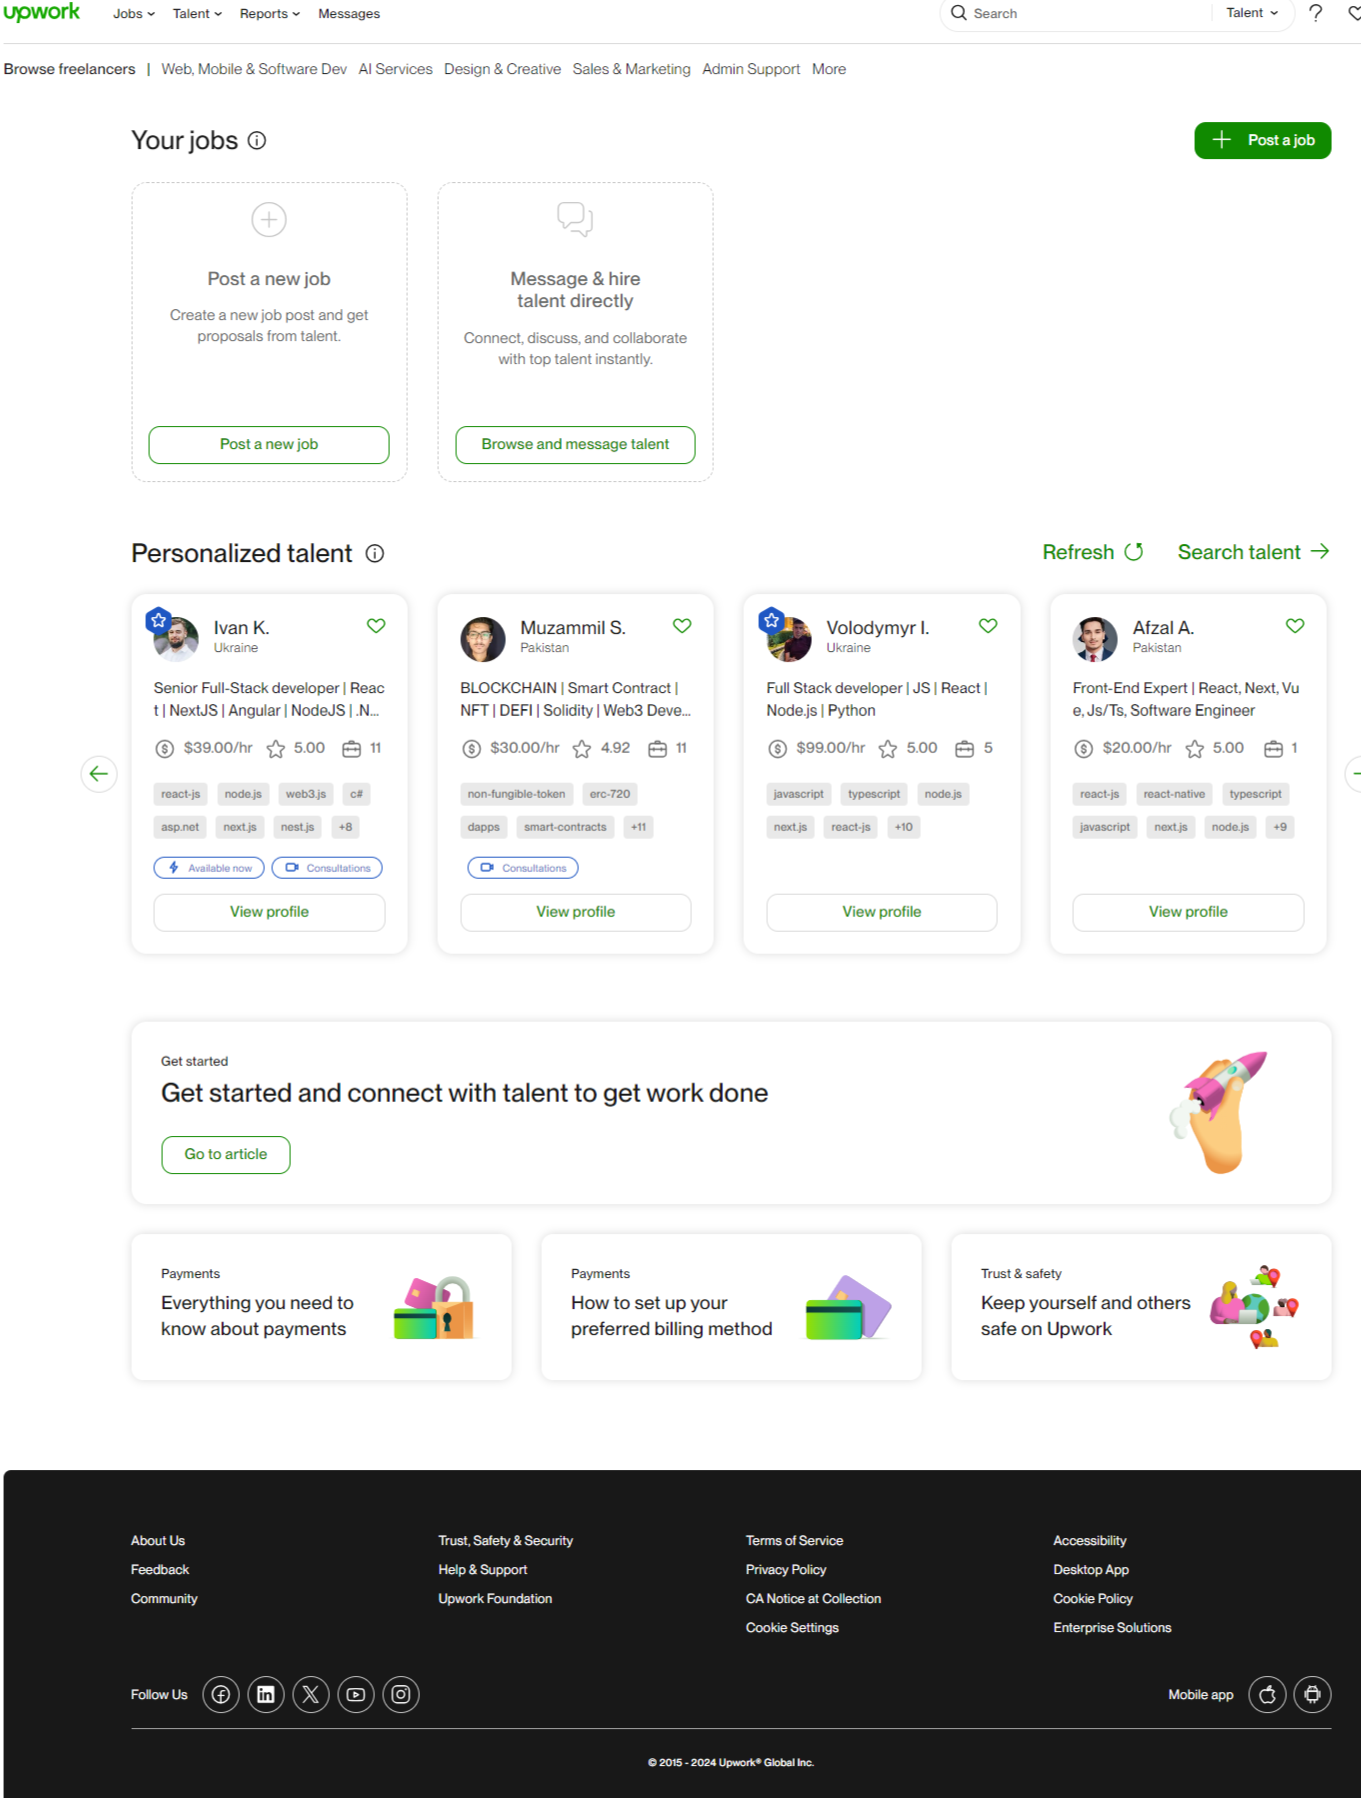 upwork
Jobs Talent Reports Messages
Search Talent ?
Browse freelancers | Web, Mobile & Software Dev AI Services Design & Creative Sales & Marketing Admin Support More
Your jobs
Post a job
Post a new job
Create a new job post and get
proposals from talent.
Post a new job
Message & hire
talent directly
Connect, discuss, and collaborate
with top talent instantly.
Browse and message talent
Personalized talent
Refresh
Search talent
Ivan K.
Ukraine
Senior Full-Stack developer | Reac
t | NextJS | Angular | NodeJS | .N...
$39.00/hr 5.00 11
react-js node.js web3.js c#
asp.net next.js nest.js +8
Available now Consultations
View profile
Muzammil S.
Pakistan
BLOCKCHAIN | Smart Contract |
NFT | DEFI | Solidity | Web3 Deve...
$30.00/hr 4.92 11
non-fungible-token erc-720
dapps smart-contracts +11
Consultations
View profile
Volodymyr I.
Ukraine
Full Stack developer | JS | React |
Node.js | Python
$99.00/hr 5.00 5
javascript typescript node.js
next.js react-js +10
View profile
Afzal A.
Pakistan
Front-End Expert | React, Next, Vu
e, Js/Ts, Software Engineer
$20.00/hr 5.00 1
react-js react-native typescript
javascript next.js node.js +9
View profile
Get started
Get started and connect with talent to get work done
Go to article
Payments
Everything you need to
know about payments
Payments
How to set up your
preferred billing method
Trust & safety
Keep yourself and others
safe on Upwork
About Us
Feedback
Community
Trust, Safety & Security
Help & Support
Upwork Foundation
Terms of Service
Privacy Policy
CA Notice at Collection
Cookie Settings
Accessibility
Desktop App
Cookie Policy
Enterprise Solutions
Follow Us
Mobile app
© 2015 - 2024 Upwork® Global Inc.